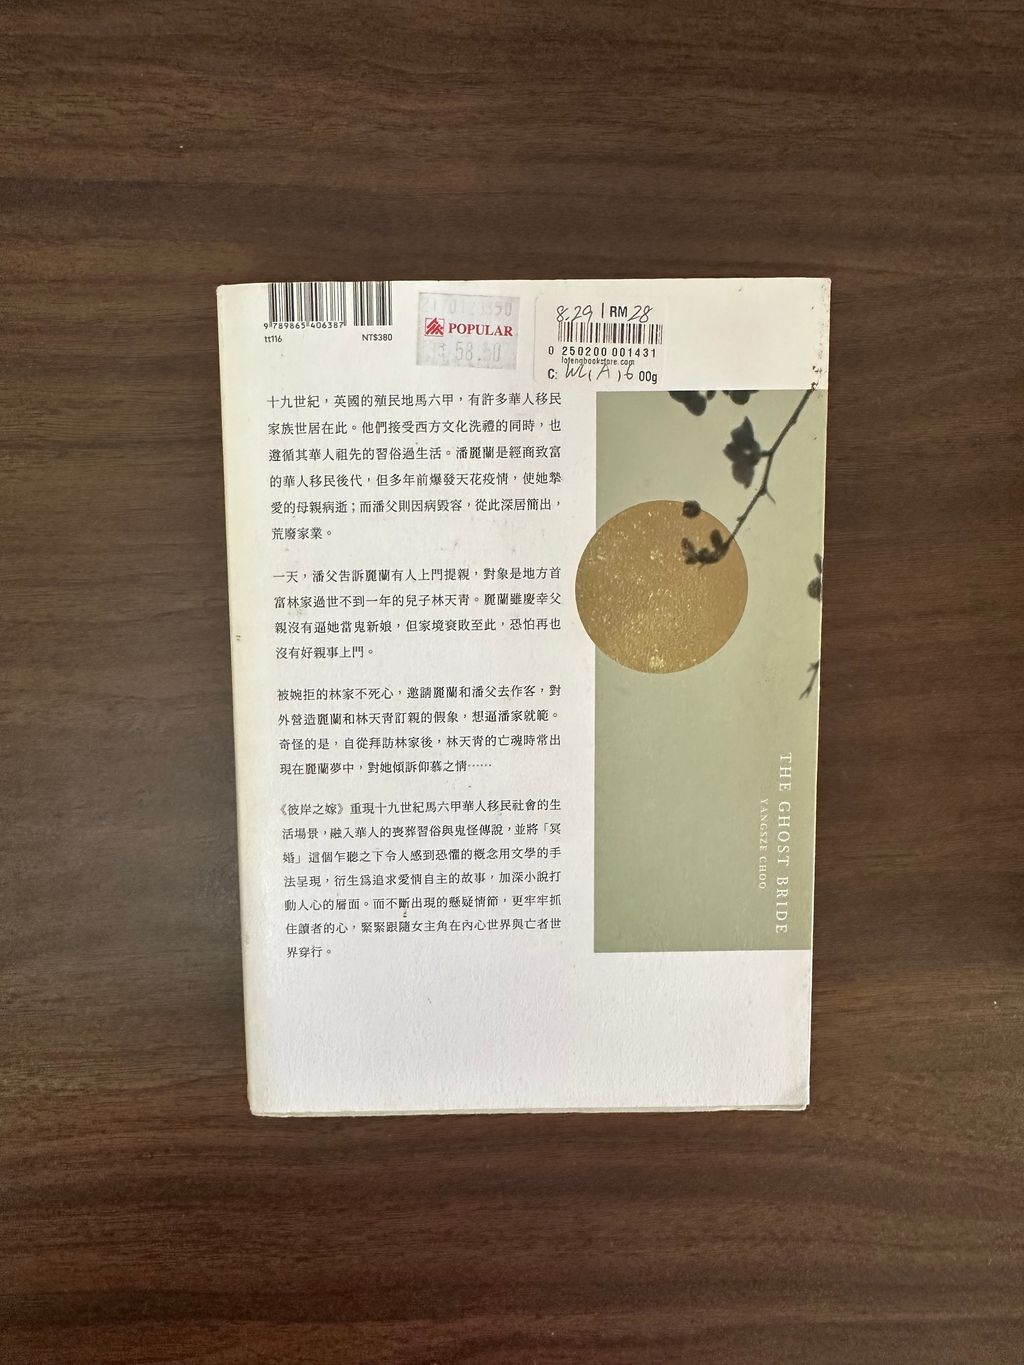 9 789865 406387
tt116
NT$380
POPULAR
58.
8.29 | RM 28
0 250200 001431
C:
00g
十九世紀，英國的殖民地馬六甲，有許多華人移民
家族世居在此。他們接受西方文化洗禮的同時，也
遵循其華人祖先的習俗過生活。潘麗蘭是經商致富
的華人移民後代，但多年前爆發天花疫情，使她摯
愛的母親病逝；而潘父則因病毀容，從此深居簡出，
荒廢家業。
一天，潘父告訴麗蘭有人上門提親，對象是地方首
富林家過世不到一年的兒子林天青。麗蘭雖慶幸父
親沒有逼她當鬼新娘，但家境衰敗至此，恐怕再也
沒有好親事上門。
被婉拒的林家不死心，邀請麗蘭和潘父去作客，對
外營造麗蘭和林天青訂親的假象，想逼潘家就範。
奇怪的是，自從拜訪林家後，林天青的亡魂時常出
現在麗蘭夢中，對她傾訴仰慕之情⋯⋯
《彼岸之嫁》重現十九世紀馬六甲華人移民社會的生
活場景，融入華人的喪葬習俗與鬼怪傳說，並將「冥
婚」這個乍聽之下令人感到恐懼的概念用文學的手
法呈現，衍生為追求愛情自主的故事，加深小說打
動人心的層面。而不斷出現的懸疑情節，更牢牢抓
住讀者的心，緊緊跟隨女主角在內心世界與亡者世
界穿行。
THE GHOST BRIDE
YANGSZE CHOO